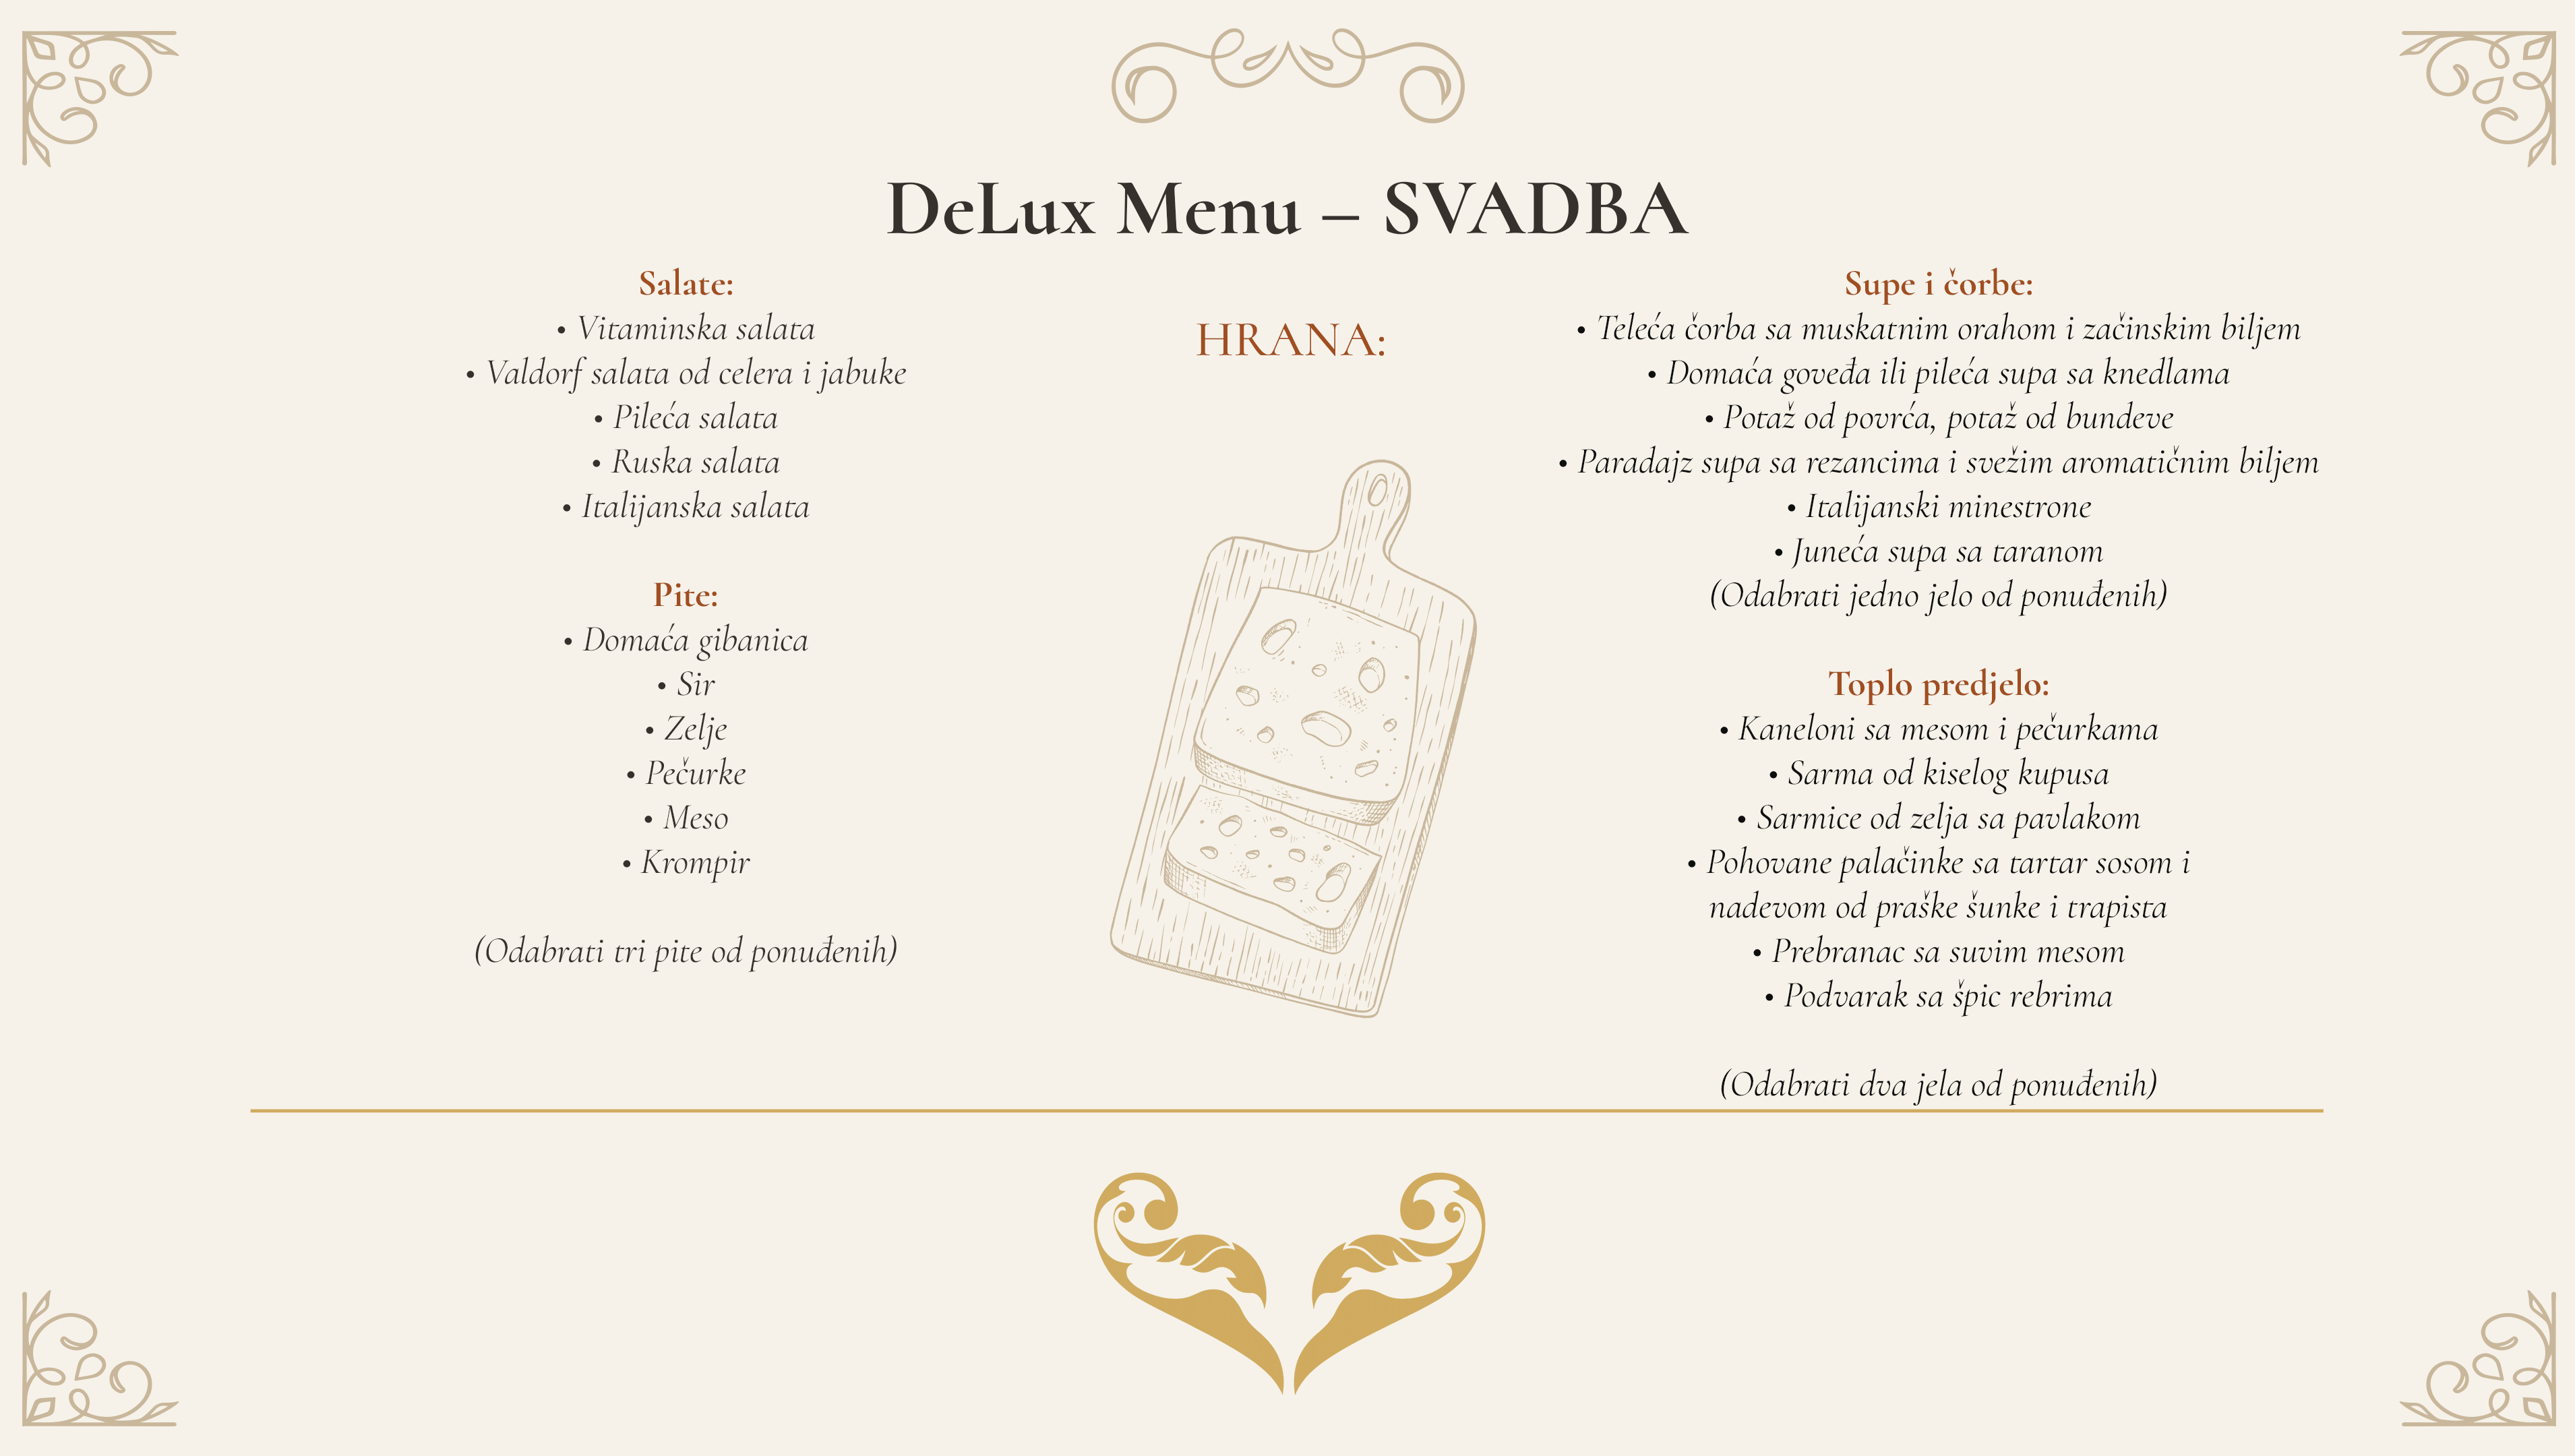 DeLux Menu – SVADBA
Salate:
• Vitaminska salata
• Valdorf salata od celera i jabuke
• Pileća salata
• Ruska salata
• Italijanska salata
Pite:
• Domaća gibanica
• Sir
• Zelje
• Pečurke
• Meso
• Krompir
(Odabrati tri pite od ponuđenih)
HRANA:
Supe i čorbe:
• Teleća čorba sa muskatnim orahom i začinskim biljem
• Domaća goveđa ili pileća supa sa knedlama
• Potaž od povrća, potaž od bundeve
• Paradajz supa sa rezancima i svežim aromatičnim biljem
• Italijanski minestrone
• Juneća supa sa taranom
(Odabrati jedno jelo od ponuđenih)
Toplo predjelo:
• Kaneloni sa mesom i pečurkama
• Sarma od kiselog kupusa
• Sarmice od zelja sa pavlakom
• Pohovane palačinke sa tartar sosom i
nadevom od praške šunke i trapista
• Prebranac sa suvim mesom
• Podvarak sa špic rebrima
(Odabrati dva jela od ponuđenih)